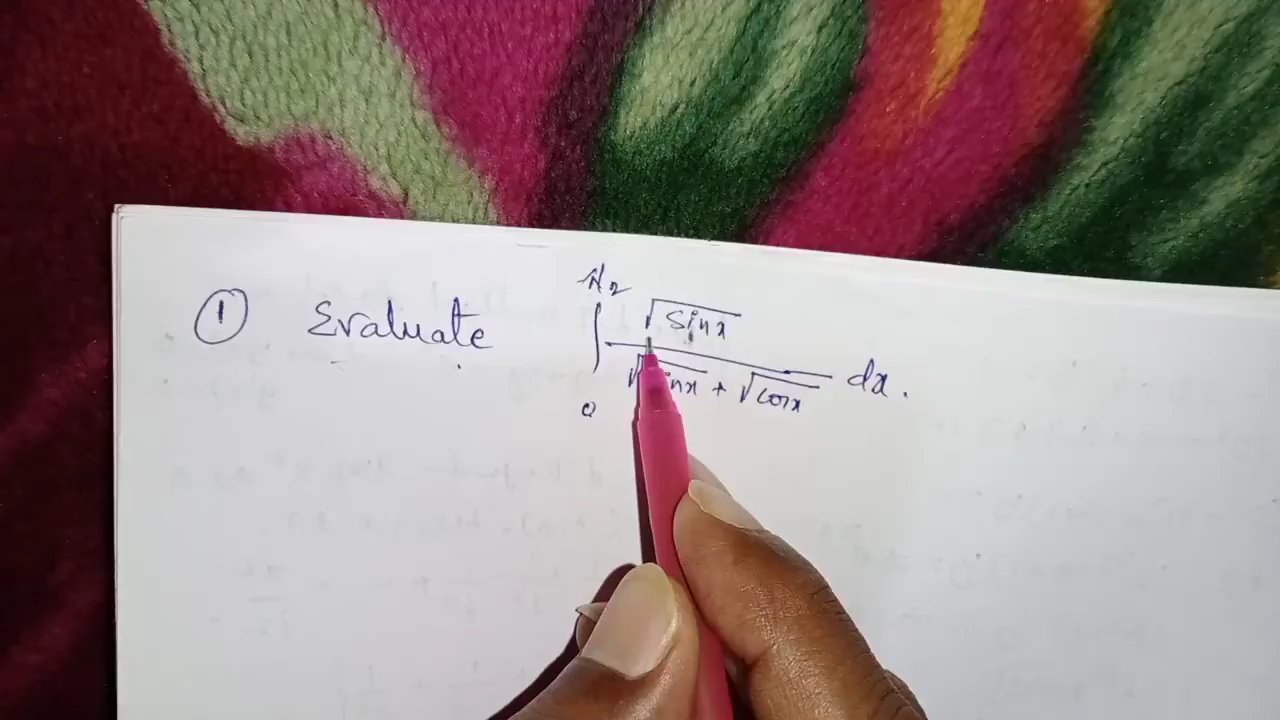 ① Evaluate ∫₀^{π/2} √sinx / (√sinx + √cosx) dx.